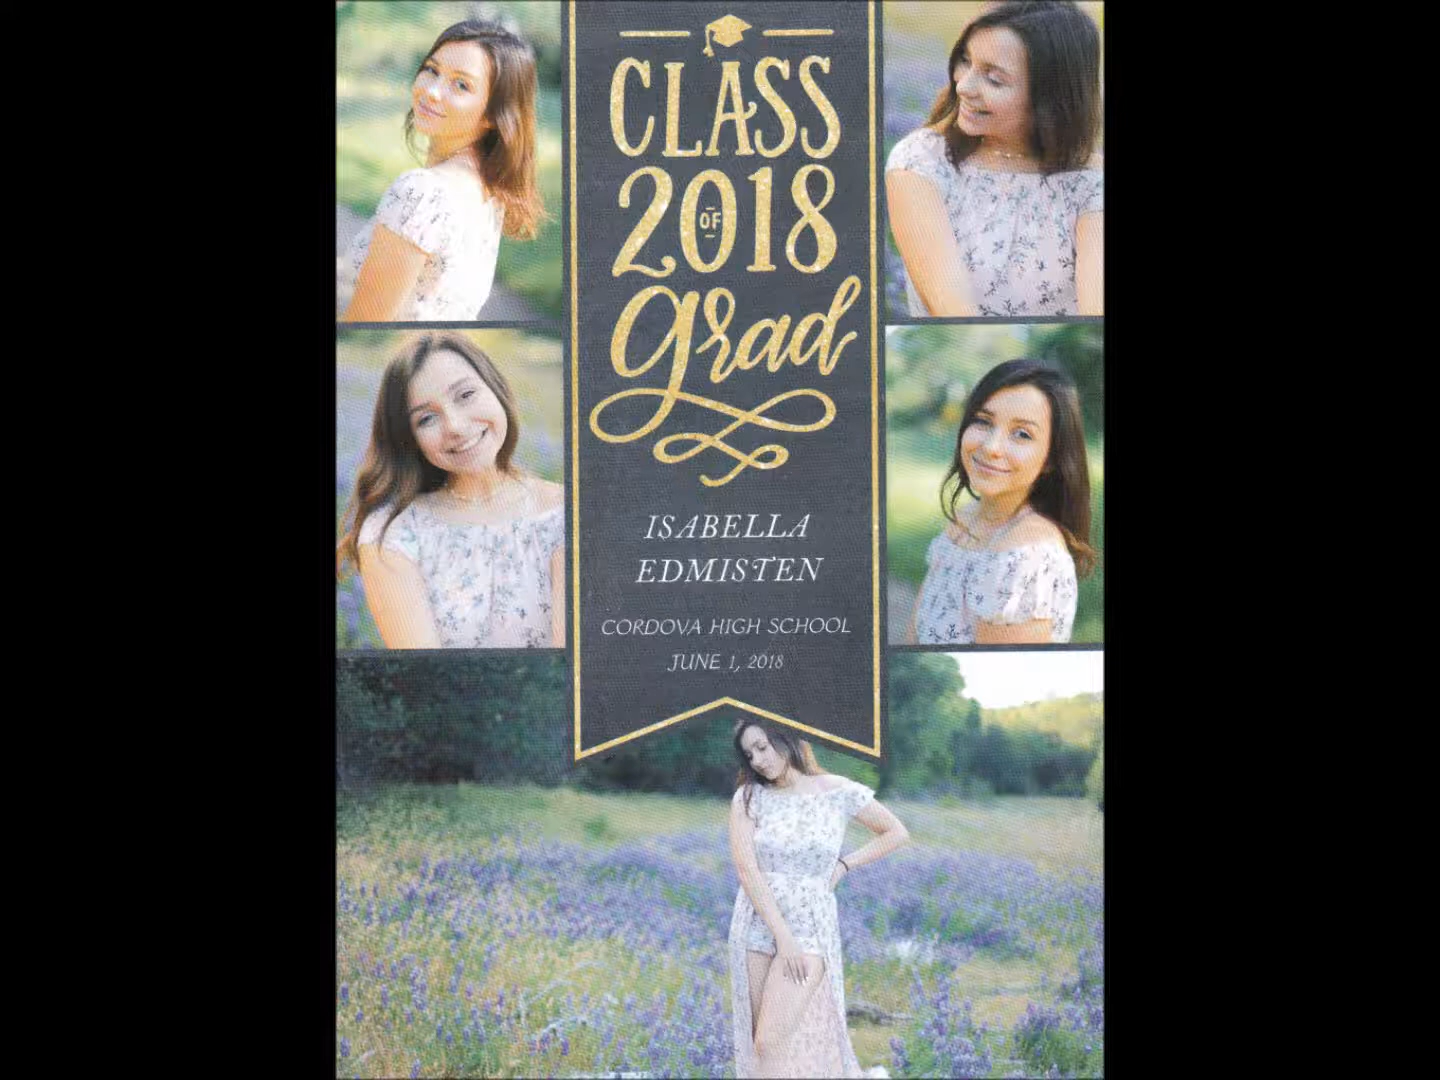 CLASS
OF
2018
grad
ISABELLA
EDMISTEN
CORDOVA HIGH SCHOOL
JUNE 1, 2018